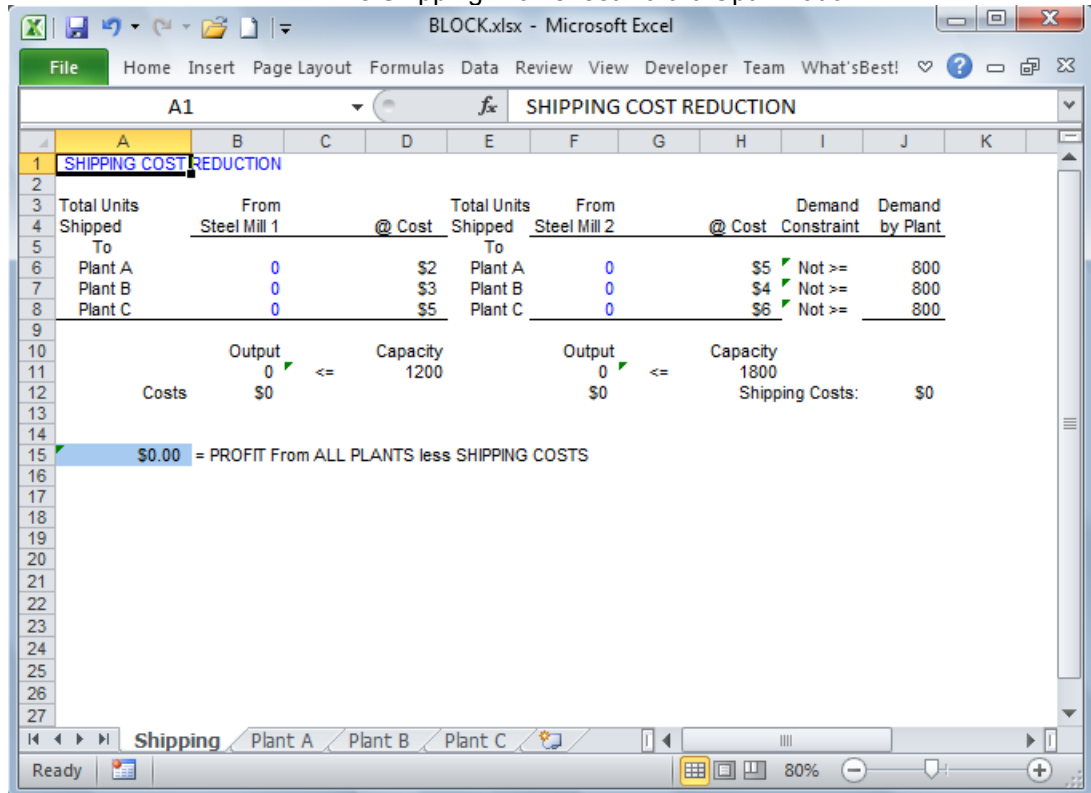 BLOCK.xlsx - Microsoft Excel
File Home Insert Page Layout Formulas Data Review View Developer Team What'sBest!
A1 fx SHIPPING COST REDUCTION
A B C D E F G H I J K
1 SHIPPING COST REDUCTION
2
3 Total Units From Total Units From Demand Demand
4 Shipped Steel Mill 1 @ Cost Shipped Steel Mill 2 @ Cost Constraint by Plant
5 To To
6 Plant A 0 $2 Plant A 0 $5 Not >= 800
7 Plant B 0 $3 Plant B 0 $4 Not >= 800
8 Plant C 0 $5 Plant C 0 $6 Not >= 800
9
10 Output Capacity Output Capacity
11 0 <= 1200 0 <= 1800
12 Costs $0 $0 Shipping Costs: $0
13
14
15 $0.00 = PROFIT From ALL PLANTS less SHIPPING COSTS
16
17
18
19
20
21
22
23
24
25
26
27
Shipping Plant A Plant B Plant C
Ready 80%